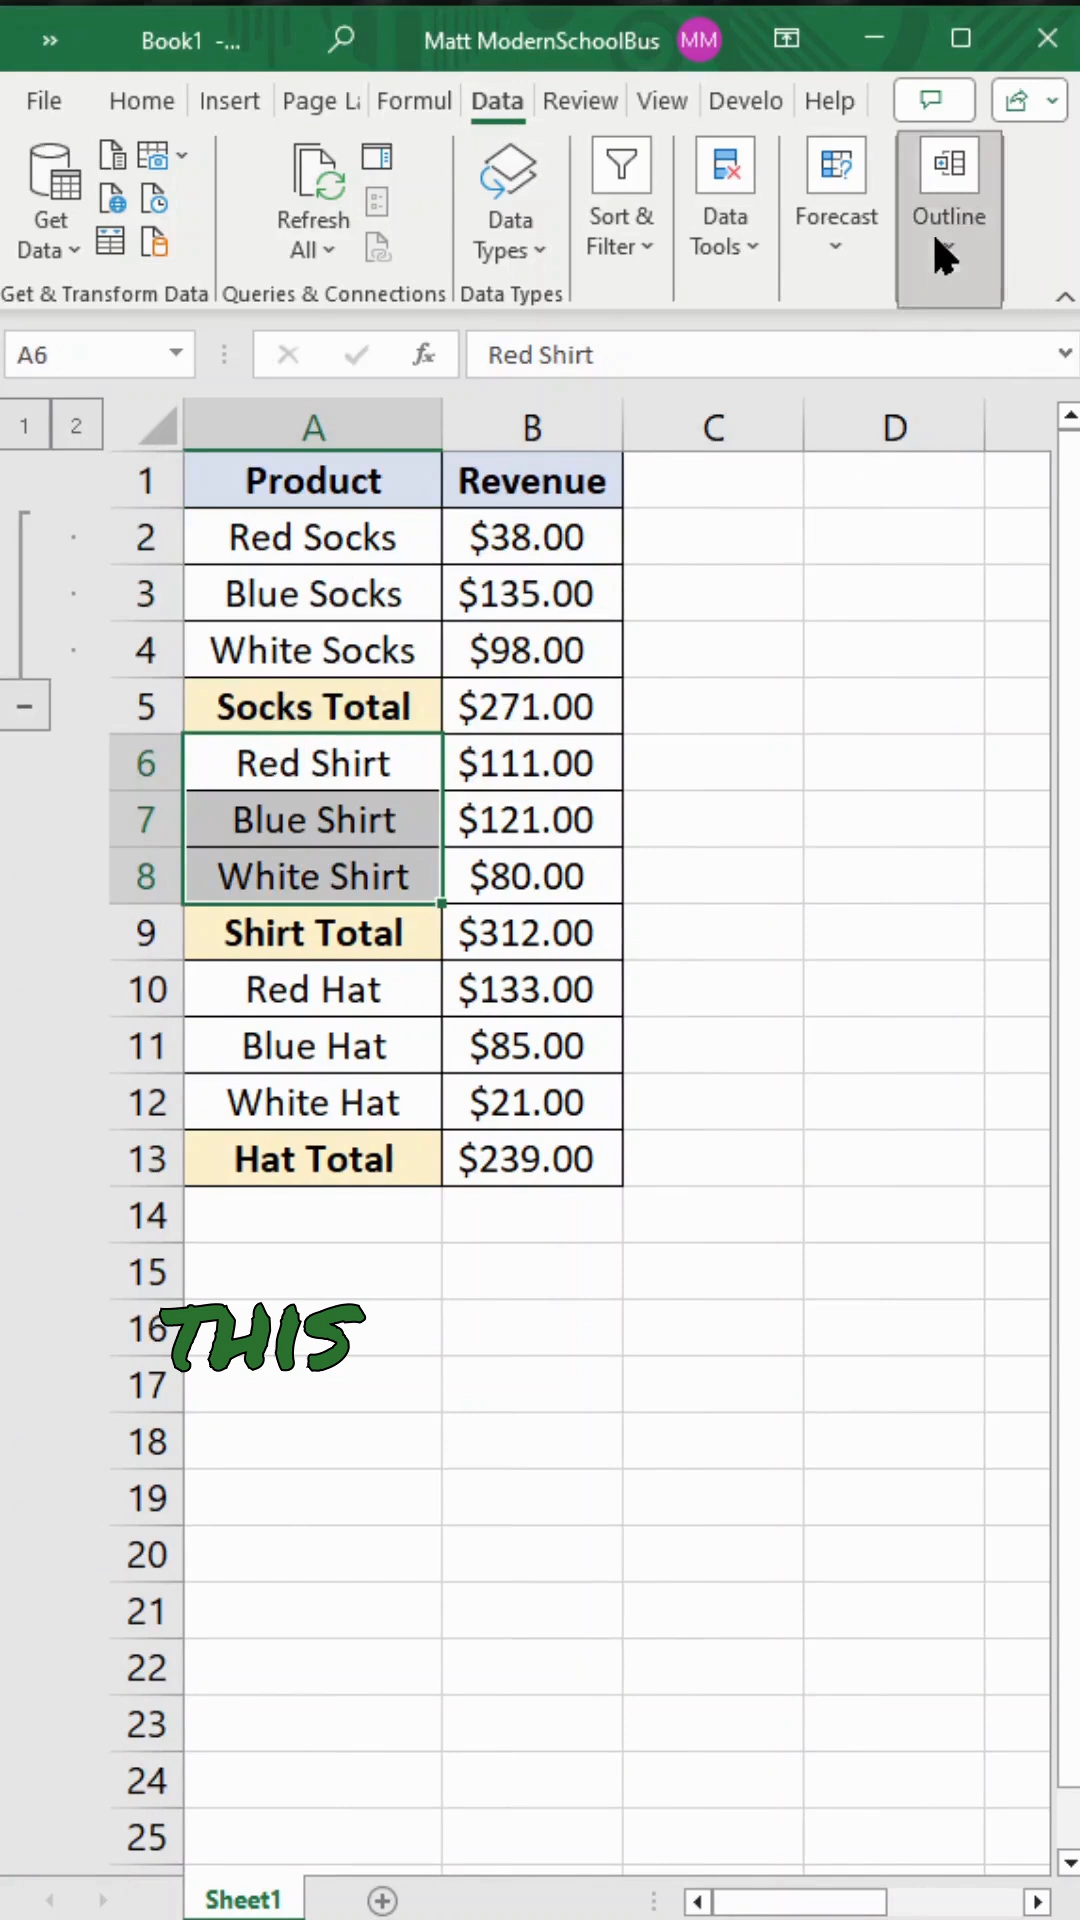 Book1 -...
Matt ModernSchoolBus
MM
File Home Insert Page La Formul Data Review View Develo Help
Get Data
Refresh All
Data Types
Sort & Filter
Data Tools
Forecast
Outline
Get & Transform Data Queries & Connections Data Types
A6 fx Red Shirt
1 2 A B C D
1 Product Revenue
2 Red Socks $38.00
3 Blue Socks $135.00
4 White Socks $98.00
5 Socks Total $271.00
6 Red Shirt $111.00
7 Blue Shirt $121.00
8 White Shirt $80.00
9 Shirt Total $312.00
10 Red Hat $133.00
11 Blue Hat $85.00
12 White Hat $21.00
13 Hat Total $239.00
14
15
16 THIS
17
18
19
20
21
22
23
24
25
Sheet1